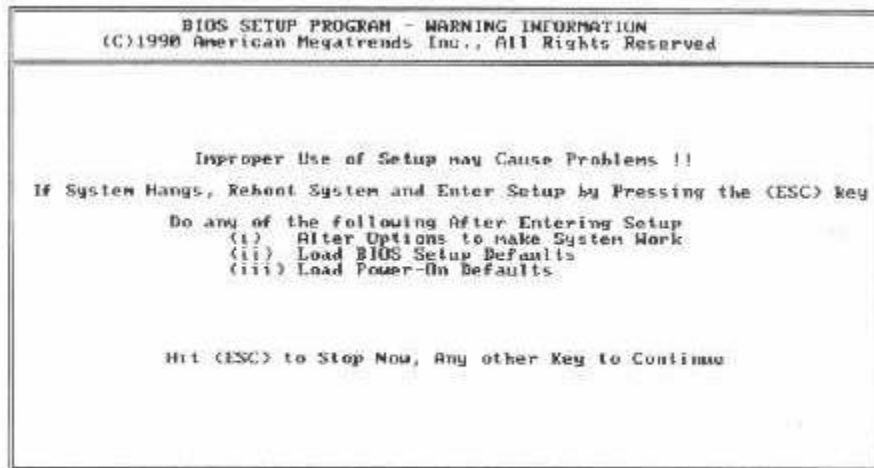 BIOS SETUP PROGRAM - WARNING INFORMATION
(C)1990 American Megatrends Inc., All Rights Reserved
Improper Use of Setup may Cause Problems !!
If System Hangs, Reboot System and Enter Setup by Pressing the <ESC> key
Do any of the following After Entering Setup
(i) Alter Options to make System Work
(ii) Load BIOS Setup Defaults
(iii) Load Power-On Defaults
Hit <ESC> to Stop Now, Any other Key to Continue